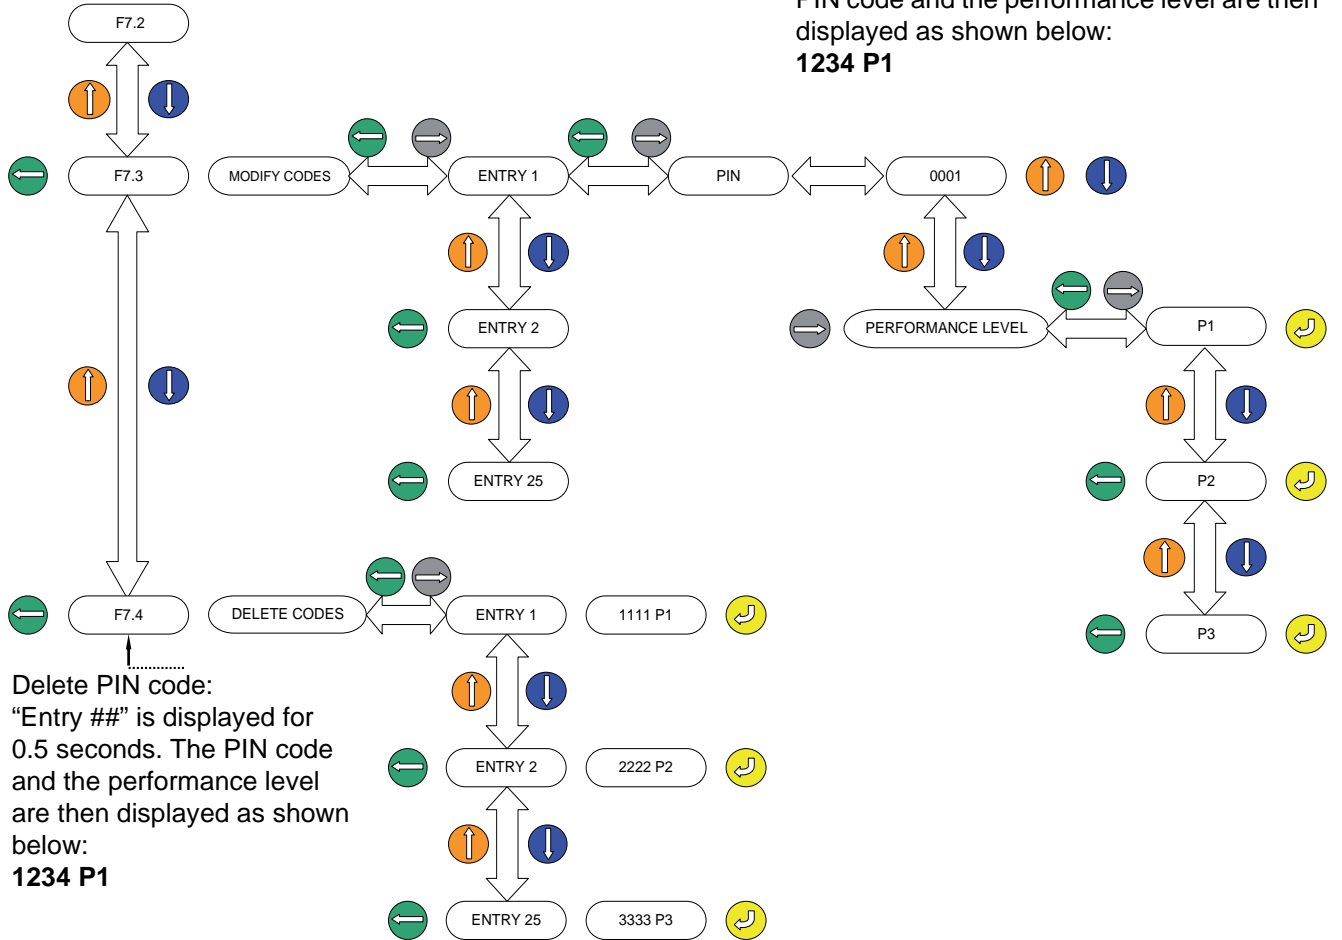 PIN code and the performance level are then
displayed as shown below:
1234 P1
F7.2
F7.3
MODIFY CODES
ENTRY 1
PIN
0001
ENTRY 2
PERFORMANCE LEVEL
P1
ENTRY 25
P2
F7.4
DELETE CODES
ENTRY 1
1111 P1
P3
Delete PIN code:
“Entry ##” is displayed for
0.5 seconds. The PIN code
and the performance level
are then displayed as shown
below:
1234 P1
ENTRY 2
2222 P2
ENTRY 25
3333 P3